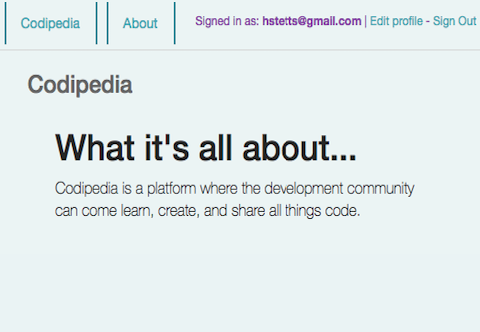 Codipedia About Signed in as: hstetts@gmail.com | Edit profile - Sign Out
Codipedia
What it's all about...
Codipedia is a platform where the development community
can come learn, create, and share all things code.